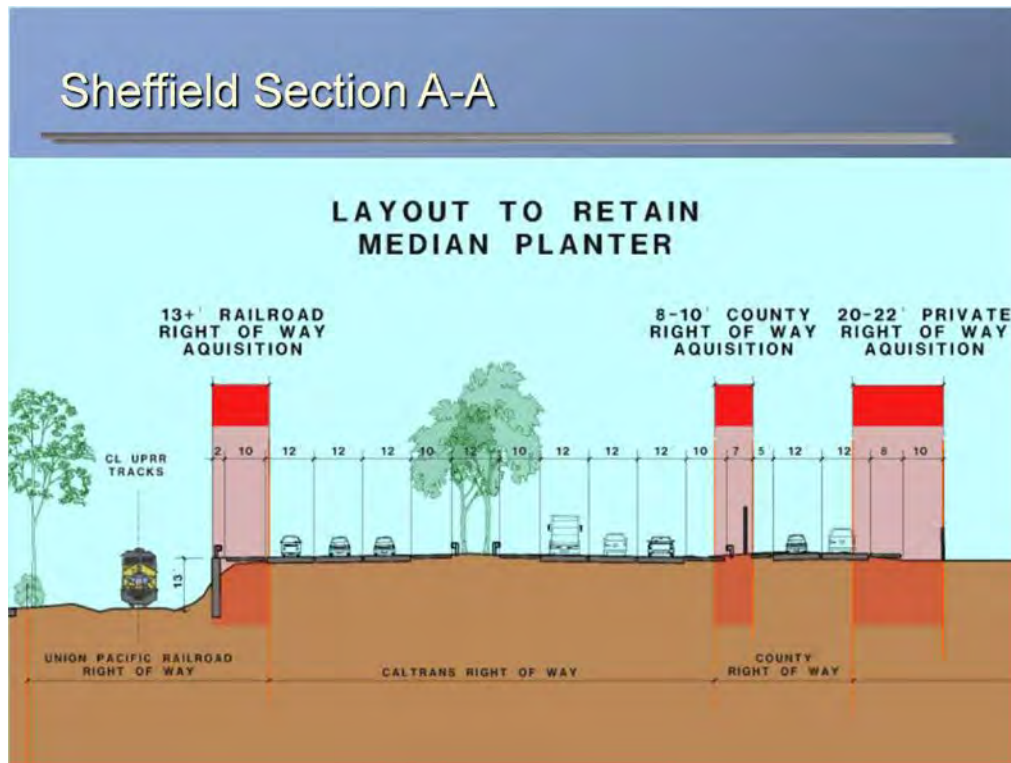 Sheffield Section A-A
LAYOUT TO RETAIN
MEDIAN PLANTER
13+' RAILROAD
RIGHT OF WAY
AQUISITION
8-10' COUNTY
RIGHT OF WAY
AQUISITION
20-22' PRIVATE
RIGHT OF WAY
AQUISITION
CL UPRR
TRACKS
2 10 12 12 12 10 12 10 12 12 12 10 7 5 12 12 8 10
13'
UNION PACIFIC RAILROAD
RIGHT OF WAY
CALTRANS RIGHT OF WAY
COUNTY
RIGHT OF WAY